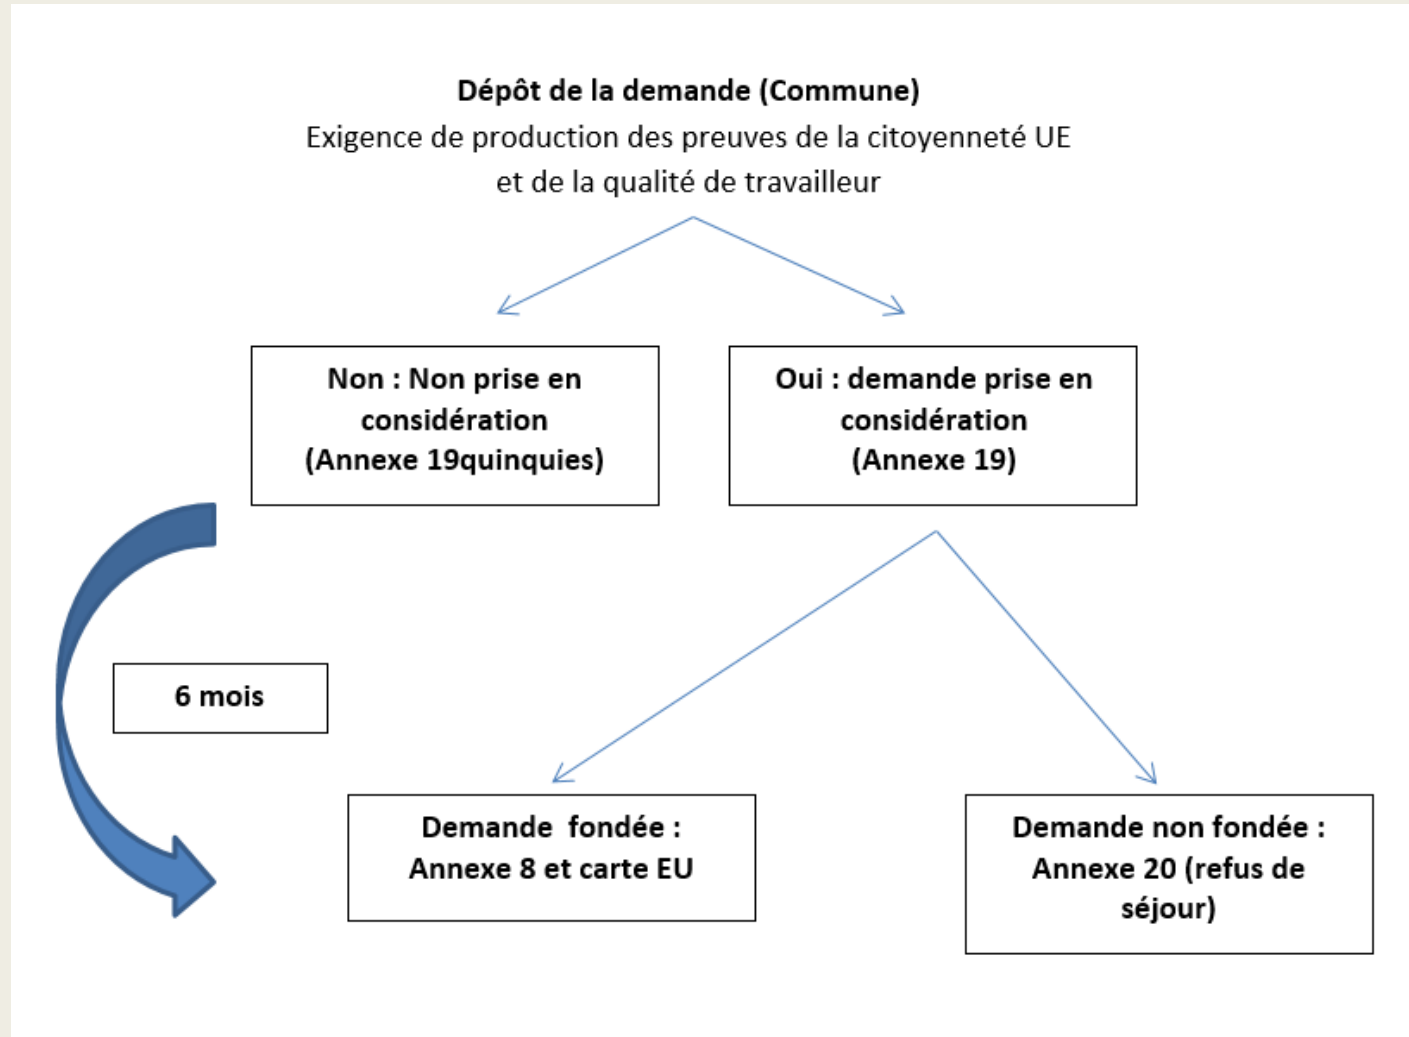 Dépôt de la demande (Commune)
Exigence de production des preuves de la citoyenneté UE
et de la qualité de travailleur
Non : Non prise en
considération
(Annexe 19quinquies)
Oui : demande prise en
considération
(Annexe 19)
6 mois
Demande fondée :
Annexe 8 et carte EU
Demande non fondée :
Annexe 20 (refus de
séjour)